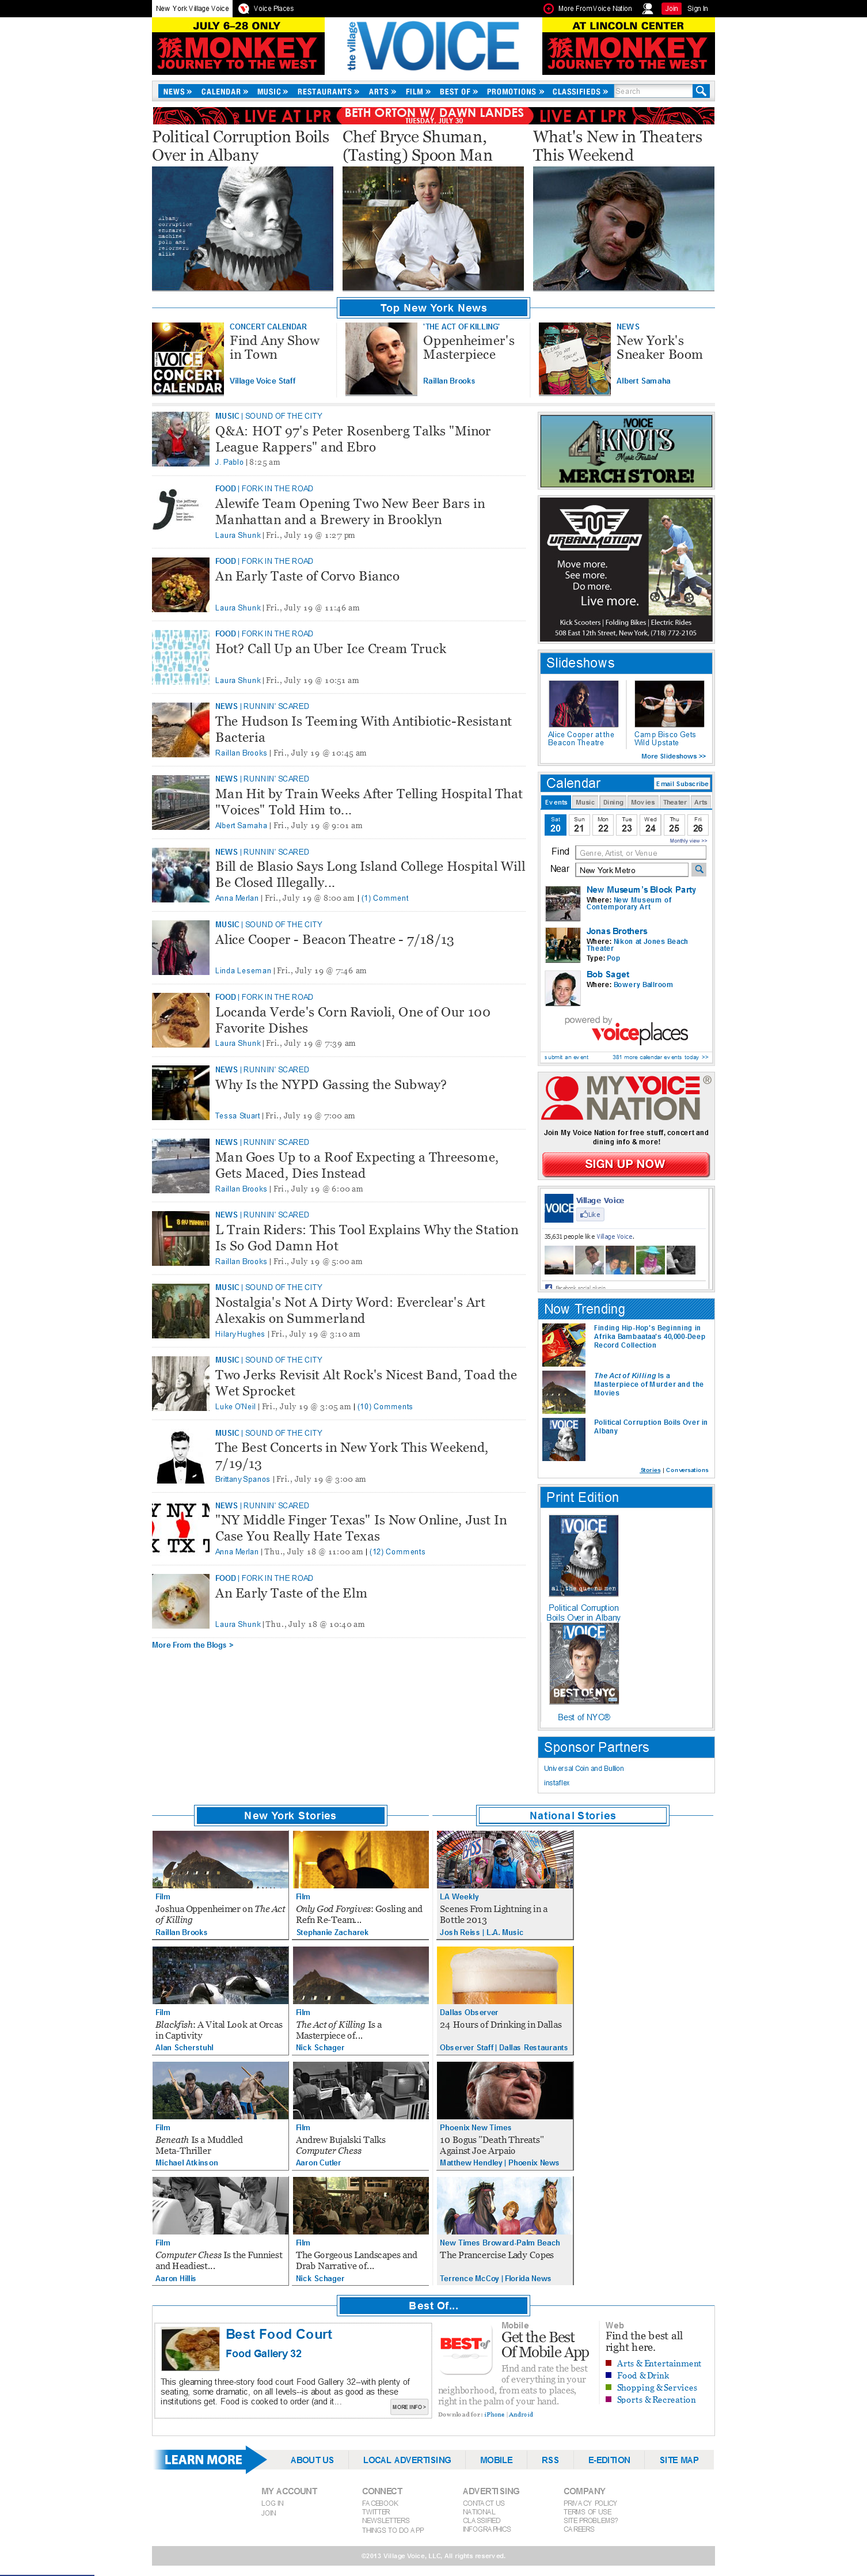 New York Village Voice
Voice Places
More From Voice Nation
Join
Sign In
JULY 6-28 ONLY
MONKEY
JOURNEY TO THE WEST
the village
VOICE
AT LINCOLN CENTER
MONKEY
JOURNEY TO THE WEST
NEWS » CALENDAR » MUSIC » RESTAURANTS » ARTS » FILM » BEST OF » PROMOTIONS » CLASSIFIEDS »
Search
LIVE AT LPR
BETH ORTON W/ DAWN LANDES
TUESDAY, JULY 30
LIVE AT LPR
Political Corruption Boils
Over in Albany
Chef Bryce Shuman,
(Tasting) Spoon Man
What's New in Theaters
This Weekend
Albany
corruption
ensnares
machine
pols and
reformers
alike
Top New York News
VOICE
CONCERT
CALENDAR
CONCERT CALENDAR
Find Any Show
in Town
Village Voice Staff
'THE ACT OF KILLING'
Oppenheimer's
Masterpiece
Raillan Brooks
NEWS
New York's
Sneaker Boom
Albert Samaha
MUSIC | SOUND OF THE CITY
Q&A: HOT 97's Peter Rosenberg Talks "Minor
League Rappers" and Ebro
J. Pablo | 8:25 am
FOOD | FORK IN THE ROAD
Alewife Team Opening Two New Beer Bars in
Manhattan and a Brewery in Brooklyn
Laura Shunk | Fri., July 19 @ 1:27 pm
FOOD | FORK IN THE ROAD
An Early Taste of Corvo Bianco
Laura Shunk | Fri., July 19 @ 11:46 am
FOOD | FORK IN THE ROAD
Hot? Call Up an Uber Ice Cream Truck
Laura Shunk | Fri., July 19 @ 10:51 am
NEWS | RUNNIN' SCARED
The Hudson Is Teeming With Antibiotic-Resistant
Bacteria
Raillan Brooks | Fri., July 19 @ 10:45 am
NEWS | RUNNIN' SCARED
Man Hit by Train Weeks After Telling Hospital That
"Voices" Told Him to...
Albert Samaha | Fri., July 19 @ 9:01 am
NEWS | RUNNIN' SCARED
Bill de Blasio Says Long Island College Hospital Will
Be Closed Illegally...
Anna Merlan | Fri., July 19 @ 8:00 am | (1) Comment
MUSIC | SOUND OF THE CITY
Alice Cooper - Beacon Theatre - 7/18/13
Linda Leseman | Fri., July 19 @ 7:46 am
FOOD | FORK IN THE ROAD
Locanda Verde's Corn Ravioli, One of Our 100
Favorite Dishes
Laura Shunk | Fri., July 19 @ 7:39 am
NEWS | RUNNIN' SCARED
Why Is the NYPD Gassing the Subway?
Tessa Stuart | Fri., July 19 @ 7:00 am
NEWS | RUNNIN' SCARED
Man Goes Up to a Roof Expecting a Threesome,
Gets Maced, Dies Instead
Raillan Brooks | Fri., July 19 @ 6:00 am
NEWS | RUNNIN' SCARED
L Train Riders: This Tool Explains Why the Station
Is So God Damn Hot
Raillan Brooks | Fri., July 19 @ 5:00 am
MUSIC | SOUND OF THE CITY
Nostalgia's Not A Dirty Word: Everclear's Art
Alexakis on Summerland
Hilary Hughes | Fri., July 19 @ 3:10 am
MUSIC | SOUND OF THE CITY
Two Jerks Revisit Alt Rock's Nicest Band, Toad the
Wet Sprocket
Luke O'Neil | Fri., July 19 @ 3:05 am | (10) Comments
MUSIC | SOUND OF THE CITY
The Best Concerts in New York This Weekend,
7/19/13
Brittany Spanos | Fri., July 19 @ 3:00 am
NEWS | RUNNIN' SCARED
"NY Middle Finger Texas" Is Now Online, Just In
Case You Really Hate Texas
Anna Merlan | Thu., July 18 @ 11:00 am | (12) Comments
FOOD | FORK IN THE ROAD
An Early Taste of the Elm
Laura Shunk | Thu., July 18 @ 10:40 am
More From the Blogs >
VOICE
4KNOTS
Music Festival
MERCH STORE!
URBANMOTION
Move more.
See more.
Do more.
Live more.
Kick Scooters | Folding Bikes | Electric Rides
508 East 12th Street, New York, (718) 772-2105
Slideshows
Alice Cooper at the
Beacon Theatre
Camp Bisco Gets
Wild Upstate
More Slideshows >>
Calendar
Email Subscribe
Events Music Dining Movies Theater Arts
Sat Sun Mon Tue Wed Thu Fri
20 21 22 23 24 25 26
Monthly view >>
Find
Genre, Artist, or Venue
Near
New York Metro
New Museum's Block Party
Where: New Museum of
Contemporary Art
Jonas Brothers
Where: Nikon at Jones Beach
Theater
Type: Pop
Bob Saget
Where: Bowery Ballroom
powered by
voiceplaces
submit an event
381 more calendar events today >>
MY VOICE
NATION
Join My Voice Nation for free stuff, concert and
dining info & more!
SIGN UP NOW
VOICE
Village Voice
Like
35,631 people like Village Voice.
Facebook social plugin
Now Trending
Finding Hip-Hop's Beginning in
Afrika Bambaataa's 40,000-Deep
Record Collection
The Act of Killing Is a
Masterpiece of Murder and the
Movies
Political Corruption Boils Over in
Albany
Stories | Conversations
Print Edition
VOICE
all the queens men
Political Corruption
Boils Over in Albany
VOICE
BEST OF NYC
Best of NYC®
Sponsor Partners
Universal Coin and Bullion
instaflex
New York Stories
National Stories
Film
Joshua Oppenheimer on The Act
of Killing
Raillan Brooks
Film
Only God Forgives: Gosling and
Refn Re-Team...
Stephanie Zacharek
LA Weekly
Scenes From Lightning in a
Bottle 2013
Josh Reiss | L.A. Music
Film
Blackfish: A Vital Look at Orcas
in Captivity
Alan Scherstuhl
Film
The Act of Killing Is a
Masterpiece of...
Nick Schager
Dallas Observer
24 Hours of Drinking in Dallas
Observer Staff | Dallas Restaurants
Film
Beneath Is a Muddled
Meta-Thriller
Michael Atkinson
Film
Andrew Bujalski Talks
Computer Chess
Aaron Cutler
Phoenix New Times
10 Bogus "Death Threats"
Against Joe Arpaio
Matthew Hendley | Phoenix News
Film
Computer Chess Is the Funniest
and Headiest...
Aaron Hillis
Film
The Gorgeous Landscapes and
Drab Narrative of...
Nick Schager
New Times Broward-Palm Beach
The Prancercise Lady Copes
Terrence McCoy | Florida News
Best Of...
Best Food Court
Food Gallery 32
This gleaming three-story food court Food Gallery 32--with plenty of
seating, some dramatic, on all levels--is about as good as these
institutions get. Food is cooked to order (and it...
MORE INFO >
BEST of
Mobile
Get the Best
Of Mobile App
Find and rate the best
of everything in your
neighborhood, from eats to places,
right in the palm of your hand.
Download for: iPhone | Android
Web
Find the best all
right here.
Arts & Entertainment
Food & Drink
Shopping & Services
Sports & Recreation
LEARN MORE
ABOUT US LOCAL ADVERTISING MOBILE RSS E-EDITION SITE MAP
MY ACCOUNT
LOG IN
JOIN
CONNECT
FACEBOOK
TWITTER
NEWSLETTERS
THINGS TO DO APP
ADVERTISING
CONTACT US
NATIONAL
CLASSIFIED
INFOGRAPHICS
COMPANY
PRIVACY POLICY
TERMS OF USE
SITE PROBLEMS?
CAREERS
©2013 Village Voice, LLC, All rights reserved.